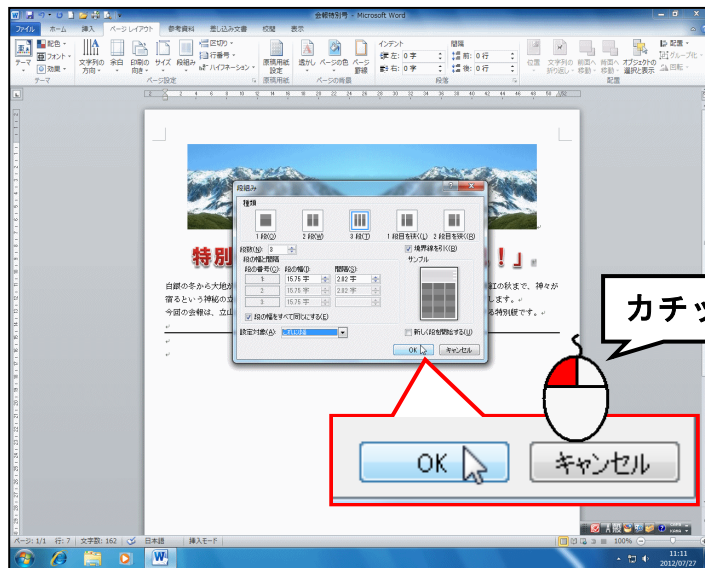 会報特別号 - Microsoft Word
ファイル ホーム 挿入 ページ レイアウト 参考資料 差し込み文書 校閲 表示
配色 区切り 透かし ページの色 ページ罫線 インデント 間隔 配置
フォント 行番号 左: 0 字 前: 0 行 グループ化
効果 ハイフネーション 右: 0 字 後: 0 行 回転
テーマ 文字列の方向 余白 印刷の向き サイズ 段組み 原稿用紙設定 位置 文字列の折り返し 前面へ移動 背面へ移動 オブジェクトの選択と表示
テーマ ページ設定 原稿用紙 ページの背景 段落 配置
段組み
種類
1 段(O) 2 段(W) 3 段(T) 1 段目を狭く(L) 2 段目を狭く(R)
段数(N): 3 境界線を引く(B)
段の幅と間隔 サンプル
段の番号(C): 段の幅(I): 間隔(S):
1: 15.75 字 2.02 字
2: 15.75 字 2.02 字
3: 15.75 字
段の幅をすべて同じにする(E)
設定対象(A): これ以降 新しく段を開始する(U)
OK キャンセル
特別 !」
白銀の冬から大地が 紅の秋まで、神々が
宿るという神秘の立 します。
今回の会報は、立山 る特別版です。
カチッ
OK キャンセル
ページ: 1/1 行: 7 文字数: 162 日本語 挿入モード 100%
11:11
2012/07/27